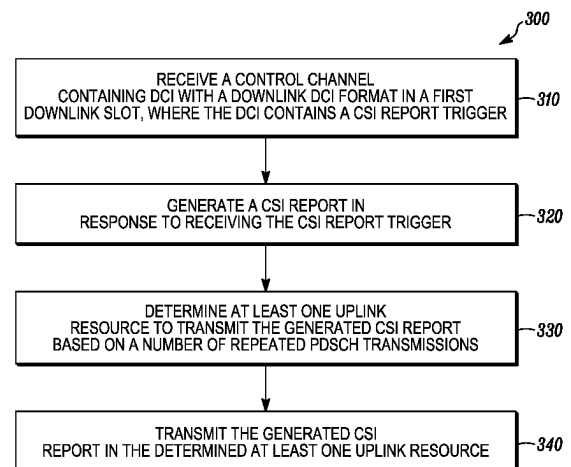 300
RECEIVE A CONTROL CHANNEL
CONTAINING DCI WITH A DOWNLINK DCI FORMAT IN A FIRST
DOWNLINK SLOT, WHERE THE DCI CONTAINS A CSI REPORT TRIGGER
310
GENERATE A CSI REPORT IN
RESPONSE TO RECEIVING THE CSI REPORT TRIGGER
320
DETERMINE AT LEAST ONE UPLINK
RESOURCE TO TRANSMIT THE GENERATED CSI REPORT
BASED ON A NUMBER OF REPEATED PDSCH TRANSMISSIONS
330
TRANSMIT THE GENERATED CSI
REPORT IN THE DETERMINED AT LEAST ONE UPLINK RESOURCE
340